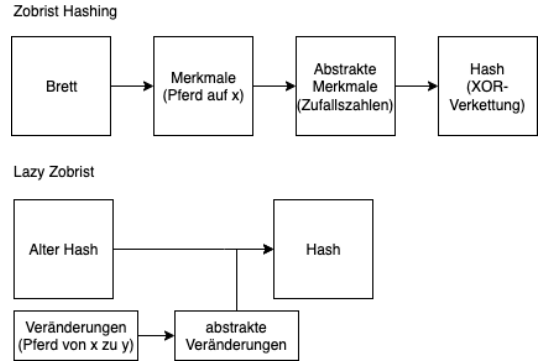 Zobrist Hashing
Brett
Merkmale
(Pferd auf x)
Abstrakte
Merkmale
(Zufallszahlen)
Hash
(XOR-
Verkettung)
Lazy Zobrist
Alter Hash
Hash
Veränderungen
(Pferd von x zu y)
abstrakte
Veränderungen